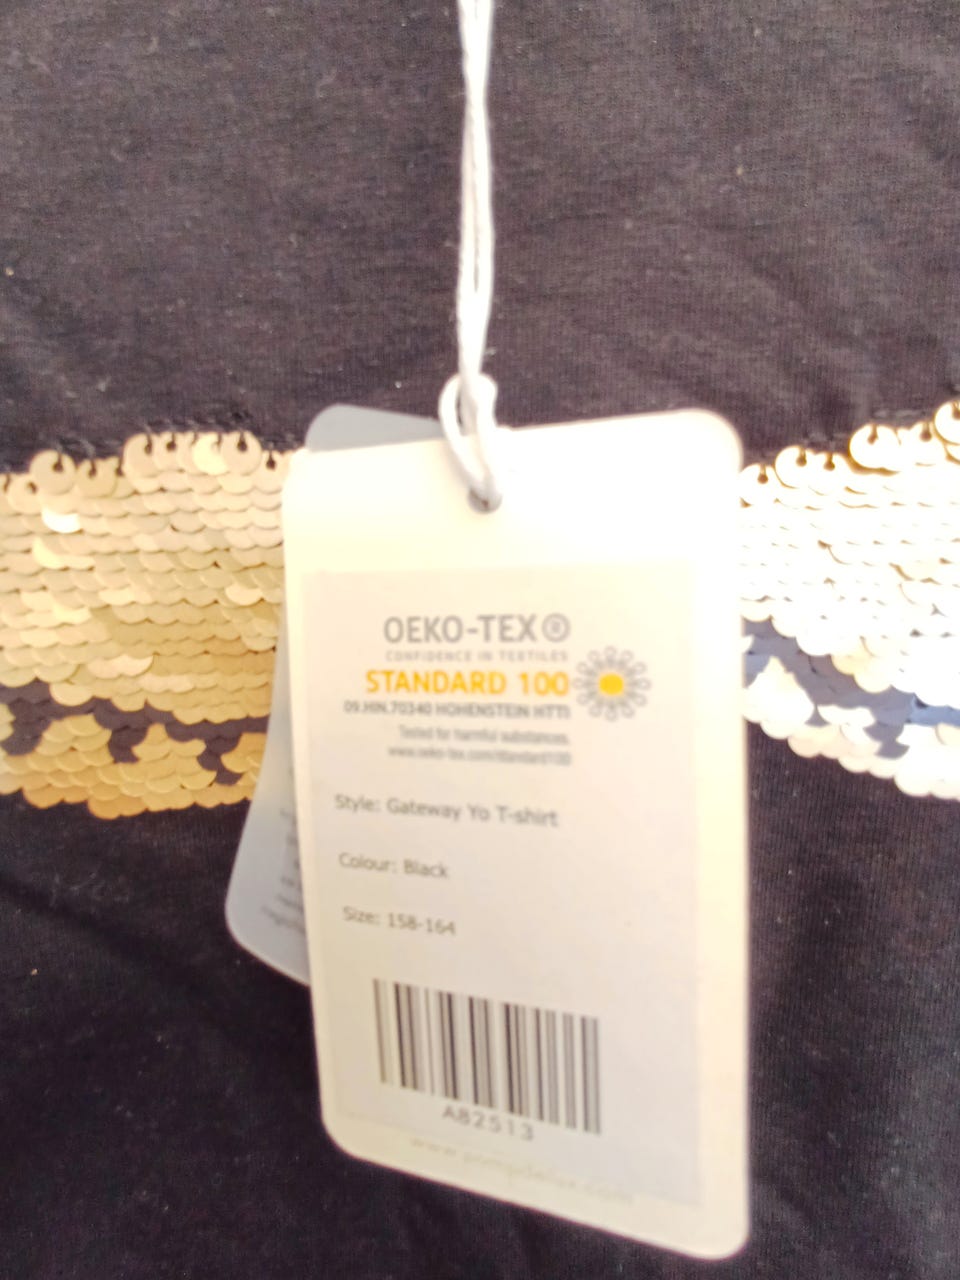 OEKO-TEX®
CONFIDENCE IN TEXTILES
STANDARD 100
09.HIN.70340 HOHENSTEIN HTTI
Tested for harmful substances.
www.oeko-tex.com/standard100
Style: Gateway Yo T-shirt
Colour: Black
Size: 158-164
A82513